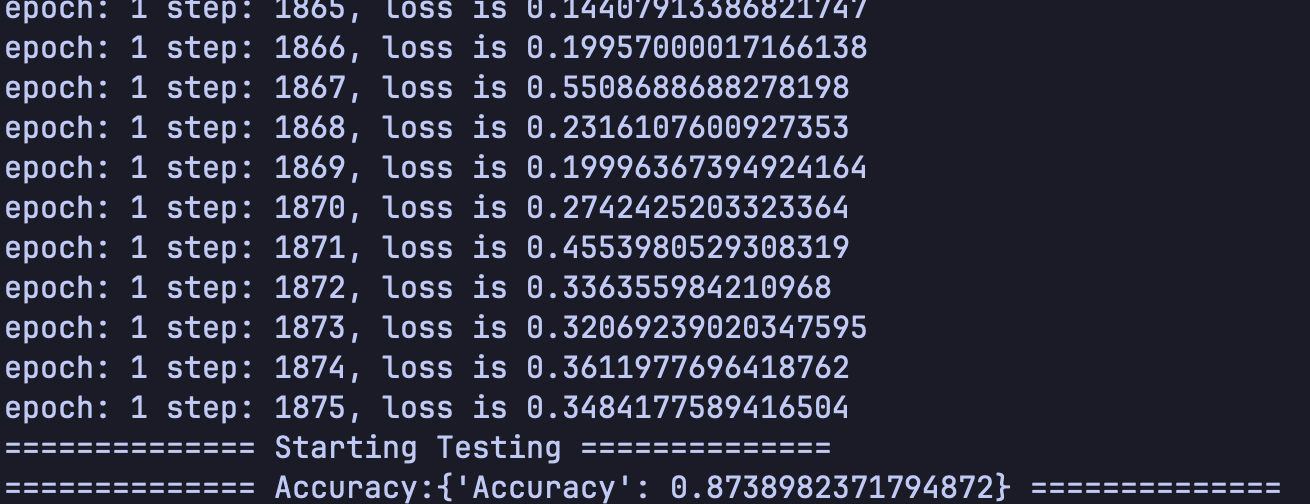 epoch: 1 step: 1865, loss is 0.14407913386821747
epoch: 1 step: 1866, loss is 0.19957000017166138
epoch: 1 step: 1867, loss is 0.5508688688278198
epoch: 1 step: 1868, loss is 0.2316107600927353
epoch: 1 step: 1869, loss is 0.19996367394924164
epoch: 1 step: 1870, loss is 0.2742425203323364
epoch: 1 step: 1871, loss is 0.4553980529308319
epoch: 1 step: 1872, loss is 0.336355984210968
epoch: 1 step: 1873, loss is 0.32069239020347595
epoch: 1 step: 1874, loss is 0.3611977696418762
epoch: 1 step: 1875, loss is 0.3484177589416504
============== Starting Testing ==============
============== Accuracy:{'Accuracy': 0.8738982371794872} ==============